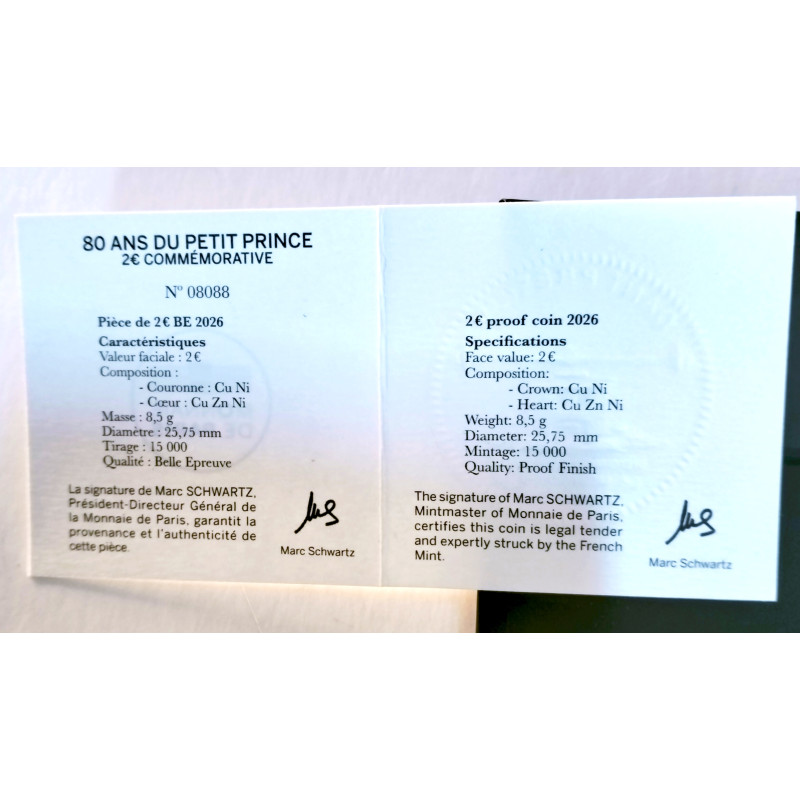 80 ANS DU PETIT PRINCE
2€ COMMÉMORATIVE
N° 08088
Pièce de 2€ BE 2026
Caractéristiques
Valeur faciale : 2€
Composition :
- Couronne : Cu Ni
- Cœur : Cu Zn Ni
Masse : 8,5 g
Diamètre : 25,75 mm
Tirage : 15 000
Qualité : Belle Epreuve
La signature de Marc SCHWARTZ,
Président-Directeur Général de
la Monnaie de Paris, garantit la
provenance et l'authenticité de
cette pièce.
Marc Schwartz
2€ proof coin 2026
Specifications
Face value: 2€
Composition:
- Crown: Cu Ni
- Heart: Cu Zn Ni
Weight: 8,5 g
Diameter: 25,75 mm
Mintage: 15 000
Quality: Proof Finish
The signature of Marc SCHWARTZ,
Mintmaster of Monnaie de Paris,
certifies this coin is legal tender
and expertly struck by the French
Mint.
Marc Schwartz